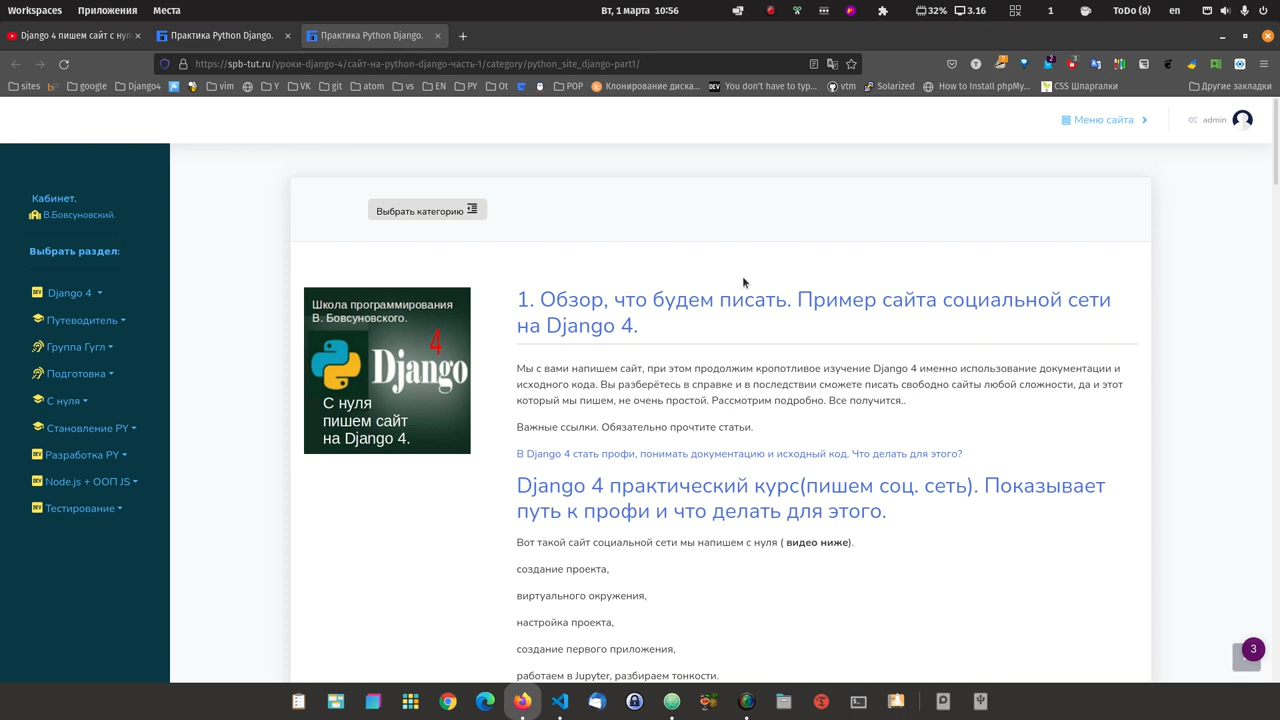 Workspaces Приложения Места Вт, 1 марта 10:56 32% 3.16 1 ToDo (8) en
Django 4 пишем сайт с нул Практика Python Django. Практика Python Django.
https://spb-tut.ru/уроки-django-4/сайт-на-python-django-часть-1/category/python_site_django-part1/
sites google Django4 vim Y VK git atom vs EN PY Ot POP Клонирование диска... You don't have to typ... vtm Solarized How to Install phpMy... CSS Шпаргалки Другие закладки
Меню сайта admin
Кабинет.
В.Бовсуновский.
Выбрать раздел:
Django 4
Путеводитель
Группа Гугл
Подготовка
С нуля
Становление PY
Разработка PY
Node.js + ООП JS
Тестирование
Выбрать категорию
Школа программирования
В. Бовсуновского.
4
Django
С нуля
пишем сайт
на Django 4.
1. Обзор, что будем писать. Пример сайта социальной сети
на Django 4.
Мы с вами напишем сайт, при этом продолжим кропотливое изучение Django 4 именно использование документации и
исходного кода. Вы разберётесь в справке и в последствии сможете писать свободно сайты любой сложности, да и этот
который мы пишем, не очень простой. Рассмотрим подробно. Все получится..
Важные ссылки. Обязательно прочтите статьи.
В Django 4 стать профи, понимать документацию и исходный код. Что делать для этого?
Django 4 практический курс(пишем соц. сеть). Показывает
путь к профи и что делать для этого.
Вот такой сайт социальной сети мы напишем с нуля ( видео ниже).
создание проекта,
виртуального окружения,
настройка проекта,
создание первого приложения,
работаем в Jupyter, разбираем тонкости.
3